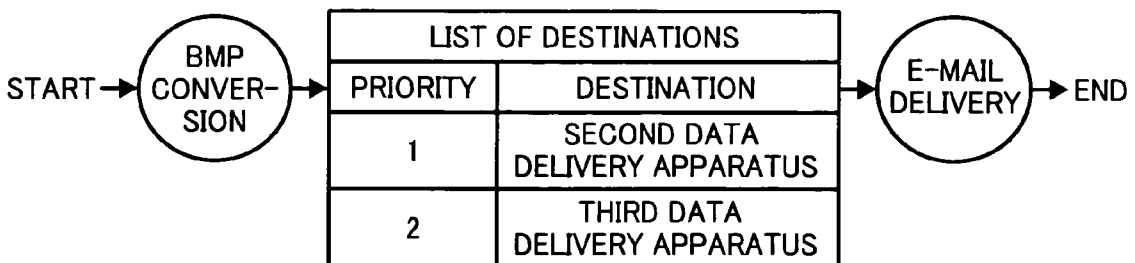 START
BMP
CONVER-
SION
LIST OF DESTINATIONS
PRIORITY
DESTINATION
1
SECOND DATA
DELIVERY APPARATUS
2
THIRD DATA
DELIVERY APPARATUS
E-MAIL
DELIVERY
END